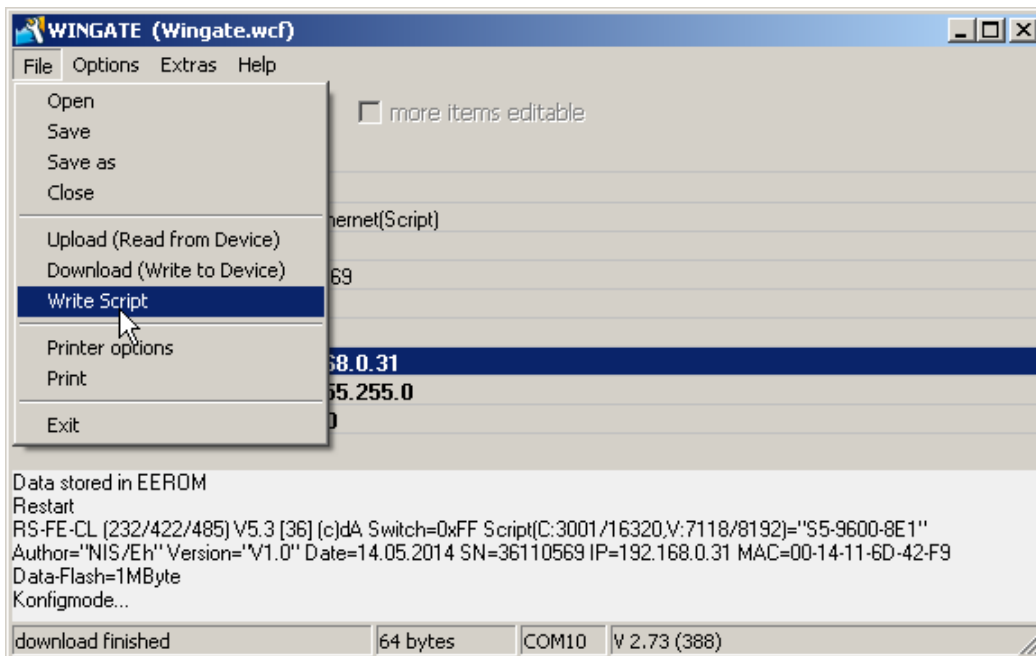 WINGATE (Wingate.wcf)
File Options Extras Help
Open
Save
Save as
Close
Upload (Read from Device)
Download (Write to Device)
Write Script
Printer options
Print
Exit
more items editable
hernet(Script)
69
68.0.31
55.255.0
Data stored in EEROM
Restart
RS-FE-CL (232/422/485) V5.3 [36] (c)dA Switch=0xFF Script(C:3001/16320,V:7118/8192)="S5-9600-8E1"
Author="NIS/Eh" Version="V1.0" Date=14.05.2014 SN=36110569 IP=192.168.0.31 MAC=00-14-11-6D-42-F9
Data-Flash=1MByte
Konfigmode...
download finished 64 bytes COM10 V 2.73 (388)